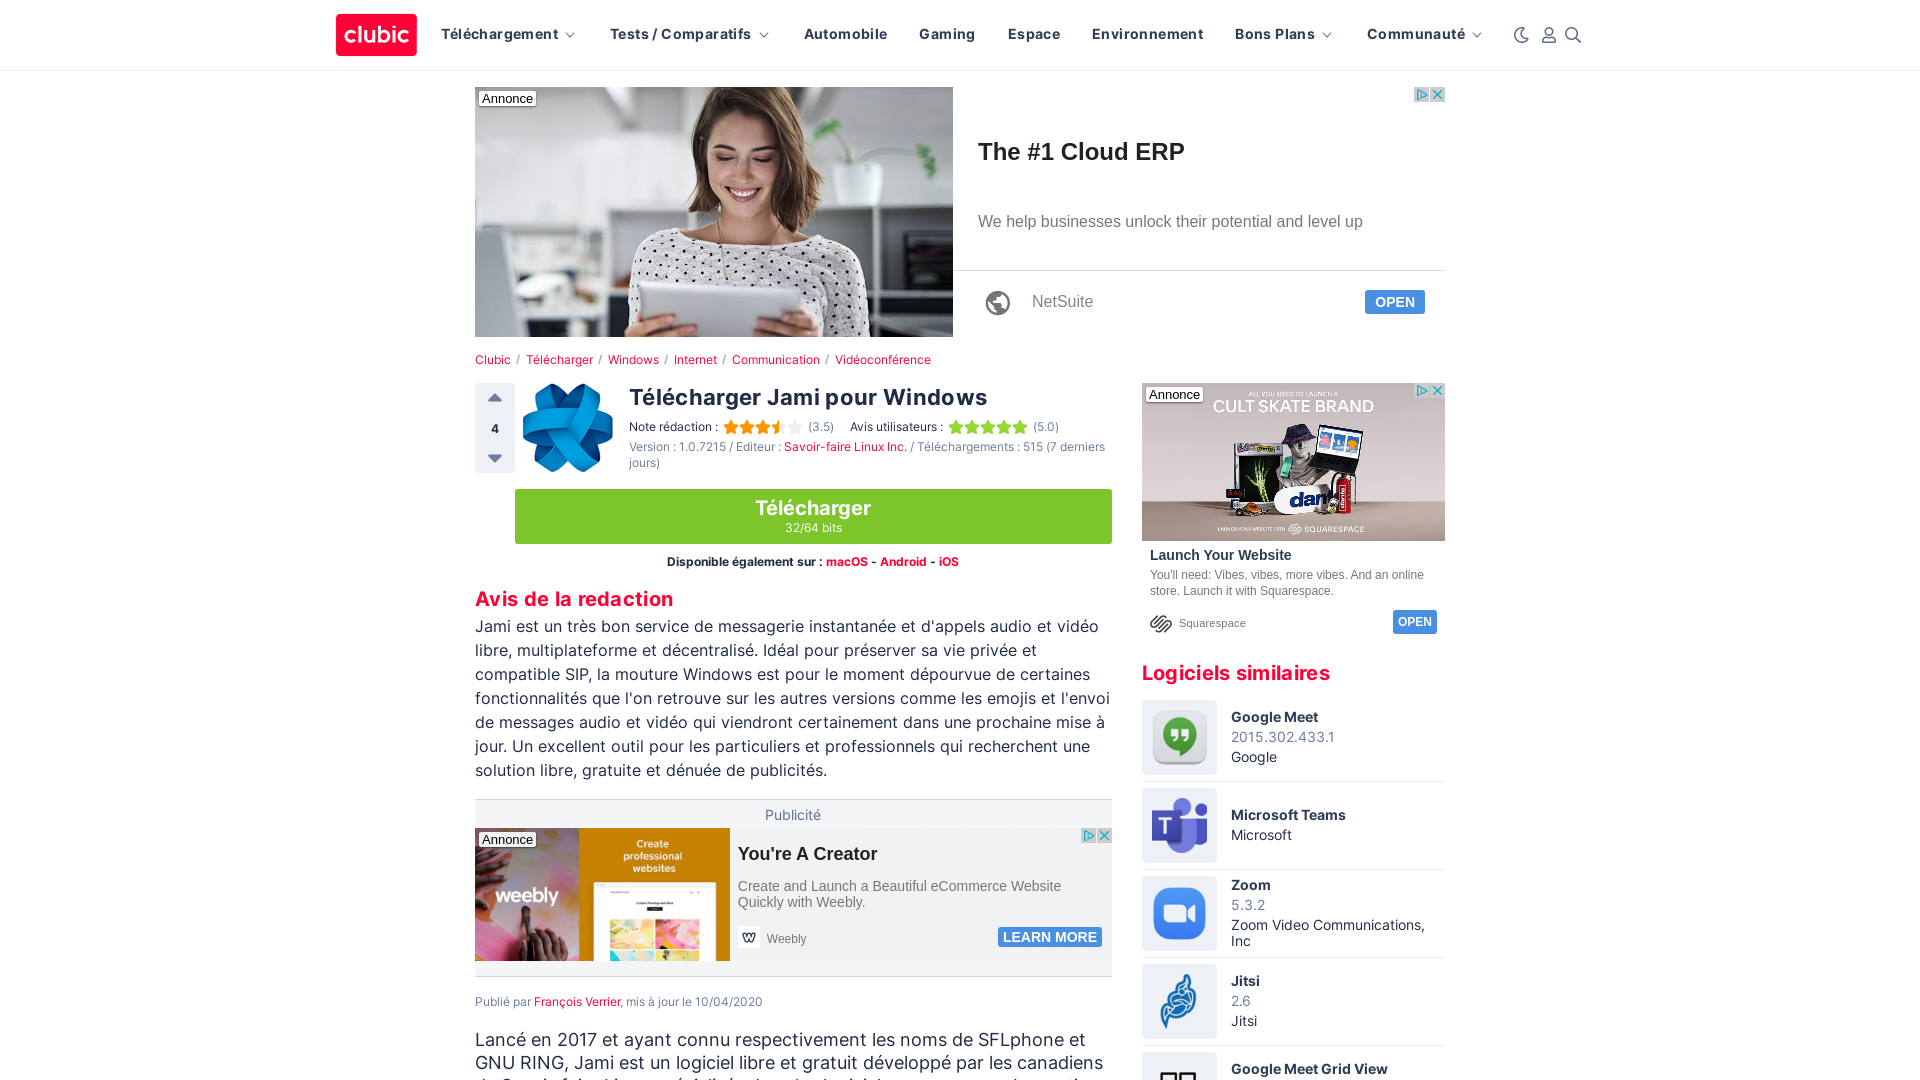 clubic
Téléchargement
Tests / Comparatifs
Automobile
Gaming
Espace
Environnement
Bons Plans
Communauté
Annonce
The #1 Cloud ERP
We help businesses unlock their potential and level up
NetSuite
OPEN
Clubic / Télécharger / Windows / Internet / Communication / Vidéoconférence
4
Télécharger Jami pour Windows
Note rédaction : (3.5) Avis utilisateurs : (5.0)
Version : 1.0.7215 / Editeur : Savoir-faire Linux Inc. / Téléchargements : 515 (7 derniers
jours)
Télécharger
32/64 bits
Disponible également sur : macOS - Android - iOS
Avis de la redaction
Jami est un très bon service de messagerie instantanée et d'appels audio et vidéo
libre, multiplateforme et décentralisé. Idéal pour préserver sa vie privée et
compatible SIP, la mouture Windows est pour le moment dépourvue de certaines
fonctionnalités que l'on retrouve sur les autres versions comme les emojis et l'envoi
de messages audio et vidéo qui viendront certainement dans une prochaine mise à
jour. Un excellent outil pour les particuliers et professionnels qui recherchent une
solution libre, gratuite et dénuée de publicités.
Publicité
Annonce
Create
professional
websites
weebly
You're A Creator
Create and Launch a Beautiful eCommerce Website
Quickly with Weebly.
Weebly
LEARN MORE
Publié par François Verrier, mis à jour le 10/04/2020
Lancé en 2017 et ayant connu respectivement les noms de SFLphone et
GNU RING, Jami est un logiciel libre et gratuit développé par les canadiens
Annonce
ALL YOU NEED TO LAUNCH A
CULT SKATE BRAND
dant
LAUNCH YOUR WEBSITE WITH SQUARESPACE
Launch Your Website
You'll need: Vibes, vibes, more vibes. And an online
store. Launch it with Squarespace.
Squarespace
OPEN
Logiciels similaires
Google Meet
2015.302.433.1
Google
Microsoft Teams
Microsoft
Zoom
5.3.2
Zoom Video Communications,
Inc
Jitsi
2.6
Jitsi
Google Meet Grid View